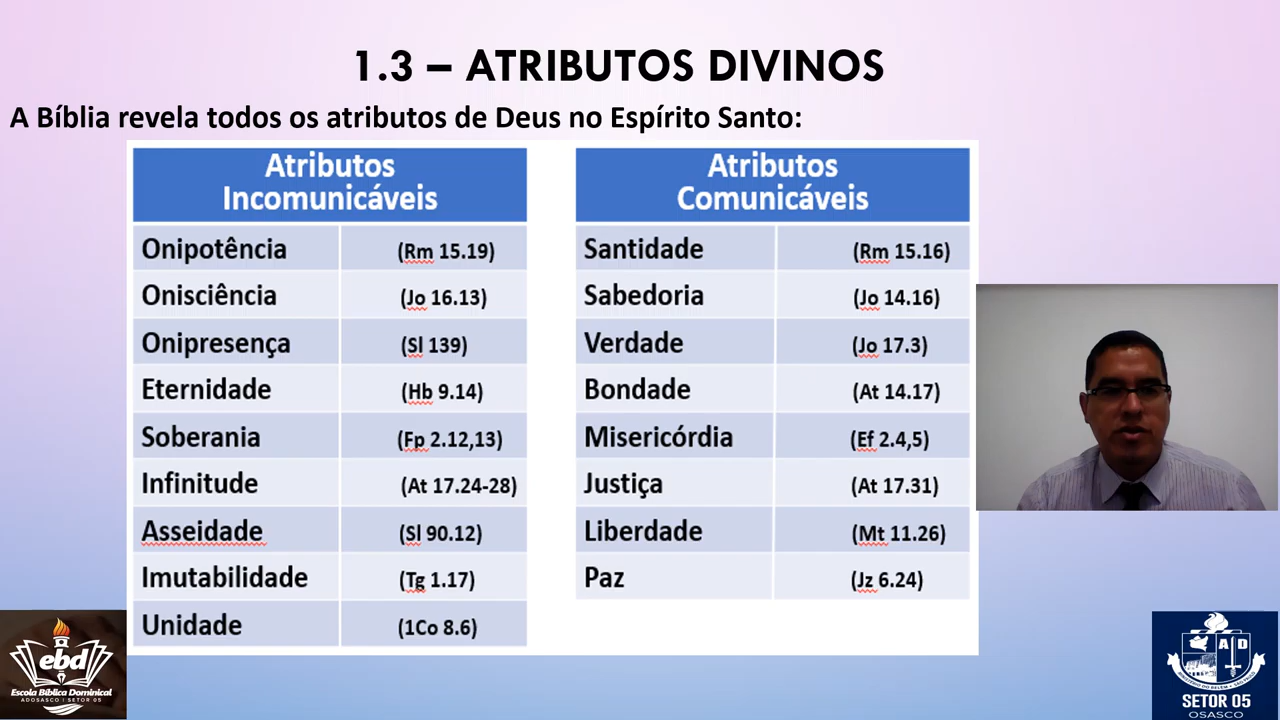 1.3 – ATRIBUTOS DIVINOS
A Bíblia revela todos os atributos de Deus no Espírito Santo:
Atributos
Incomunicáveis
Onipotência (Rm 15.19)
Onisciência (Jo 16.13)
Onipresença (Sl 139)
Eternidade (Hb 9.14)
Soberania (Fp 2.12,13)
Infinitude (At 17.24-28)
Asseidade (Sl 90.12)
Imutabilidade (Tg 1.17)
Unidade (1Co 8.6)
Atributos
Comunicáveis
Santidade (Rm 15.16)
Sabedoria (Jo 14.16)
Verdade (Jo 17.3)
Bondade (At 14.17)
Misericórdia (Ef 2.4,5)
Justiça (At 17.31)
Liberdade (Mt 11.26)
Paz (Jz 6.24)
ebd
Escola Bíblica Dominical
ADOSASCO | SETOR 05
A D
SETOR 05
OSASCO